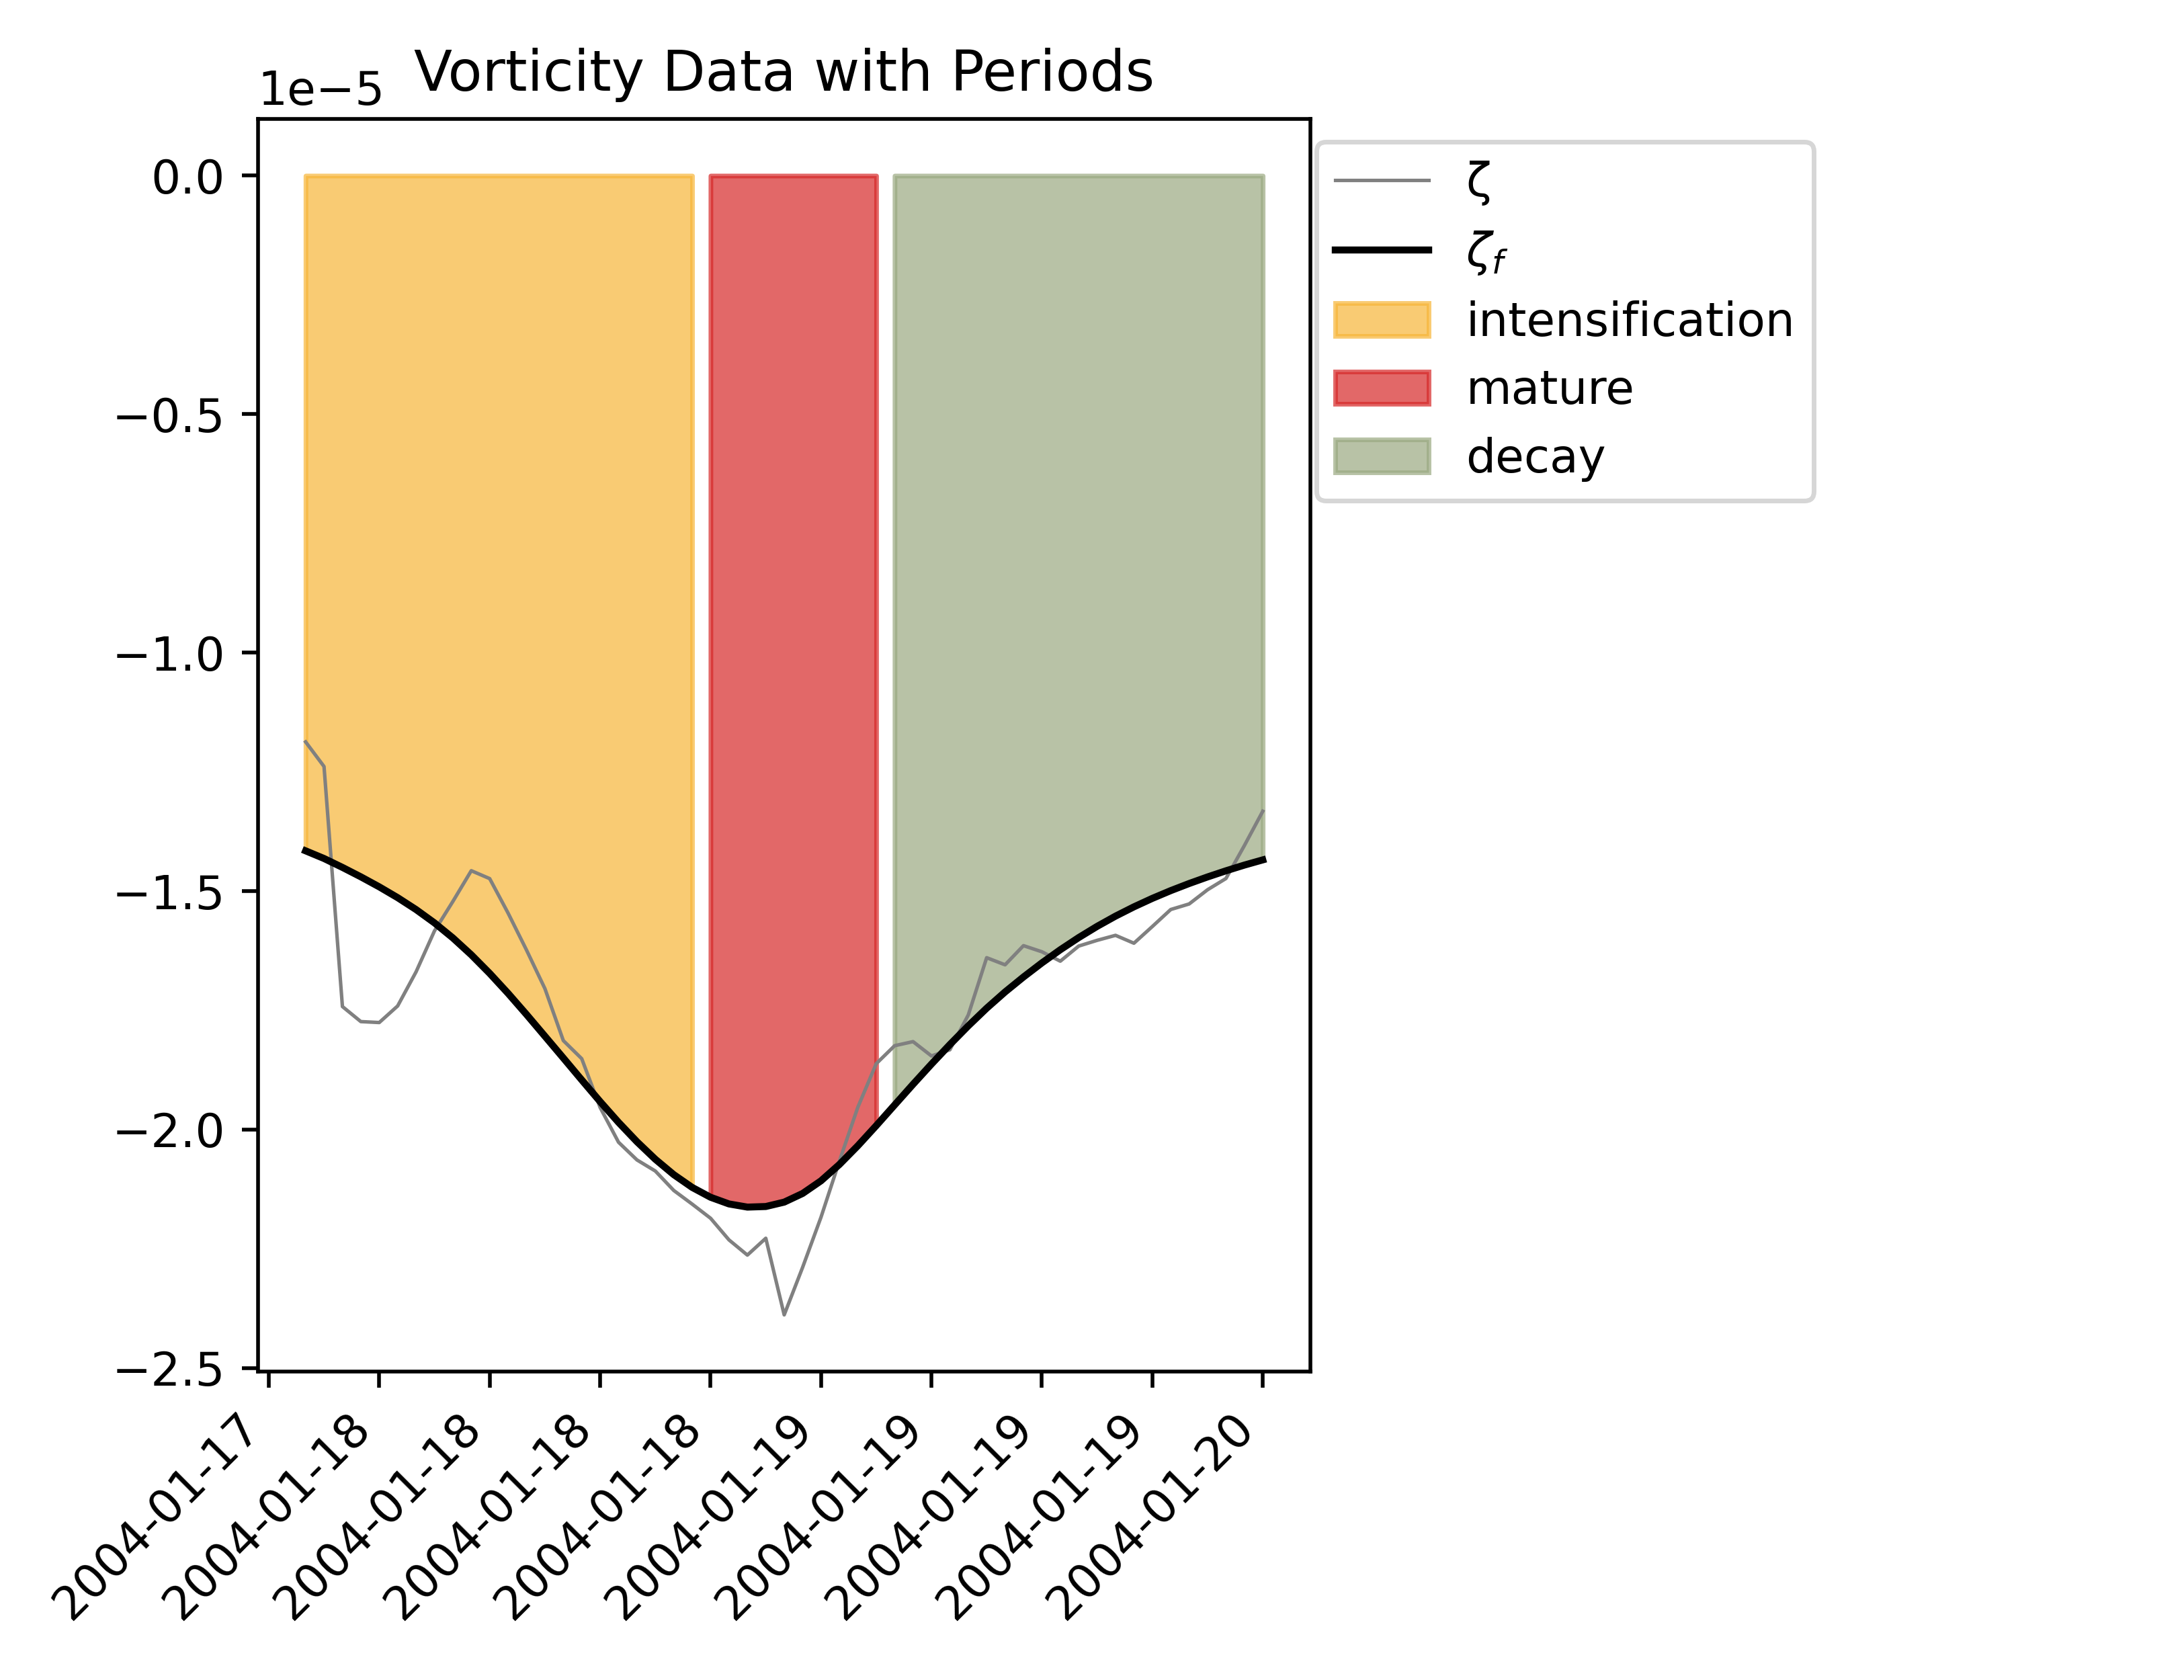 Vorticity Data with Periods
1e−5
0.0
−0.5
−1.0
−1.5
−2.0
−2.5
2004-01-17
2004-01-18
2004-01-18
2004-01-18
2004-01-18
2004-01-19
2004-01-19
2004-01-19
2004-01-19
2004-01-20
ζ
ζf
intensification
mature
decay